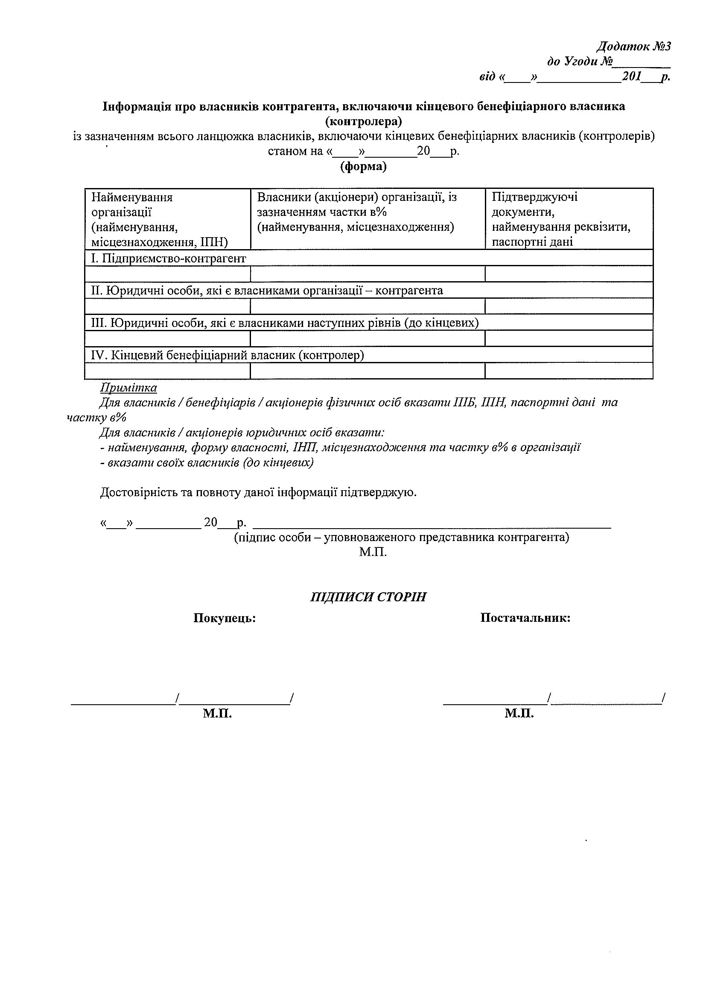 Додаток №3
до Угоди №_________
від «____»_____________201___р.
Інформація про власників контрагента, включаючи кінцевого бенефіціарного власника
(контролера)
із зазначенням всього ланцюжка власників, включаючи кінцевих бенефіціарних власників (контролерів)
станом на «____»________20___р.
(форма)
Найменування
організації
(найменування,
місцезнаходження, ІПН)
Власники (акціонери) організації, із
зазначенням частки в%
(найменування, місцезнаходження)
Підтверджуючі
документи,
найменування реквізити,
паспортні дані
I. Підприємство-контрагент
II. Юридичні особи, які є власниками організації – контрагента
III. Юридичні особи, які є власниками наступних рівнів (до кінцевих)
IV. Кінцевий бенефіціарний власник (контролер)
Примітка
Для власників / бенефіціарів / акціонерів фізичних осіб вказати ПІБ, ІПН, паспортні дані та
частку в%
Для власників / акціонерів юридичних осіб вказати:
- найменування, форму власності, ІНП, місцезнаходження та частку в% в організації
- вказати своїх власників (до кінцевих)
Достовірність та повноту даної інформації підтверджую.
«___» __________ 20___р. ______________________________________________________
(підпис особи – уповноваженого представника контрагента)
М.П.
ПІДПИСИ СТОРІН
Покупець:
Постачальник:
________________/_________________/
________________/_________________/
М.П.
М.П.